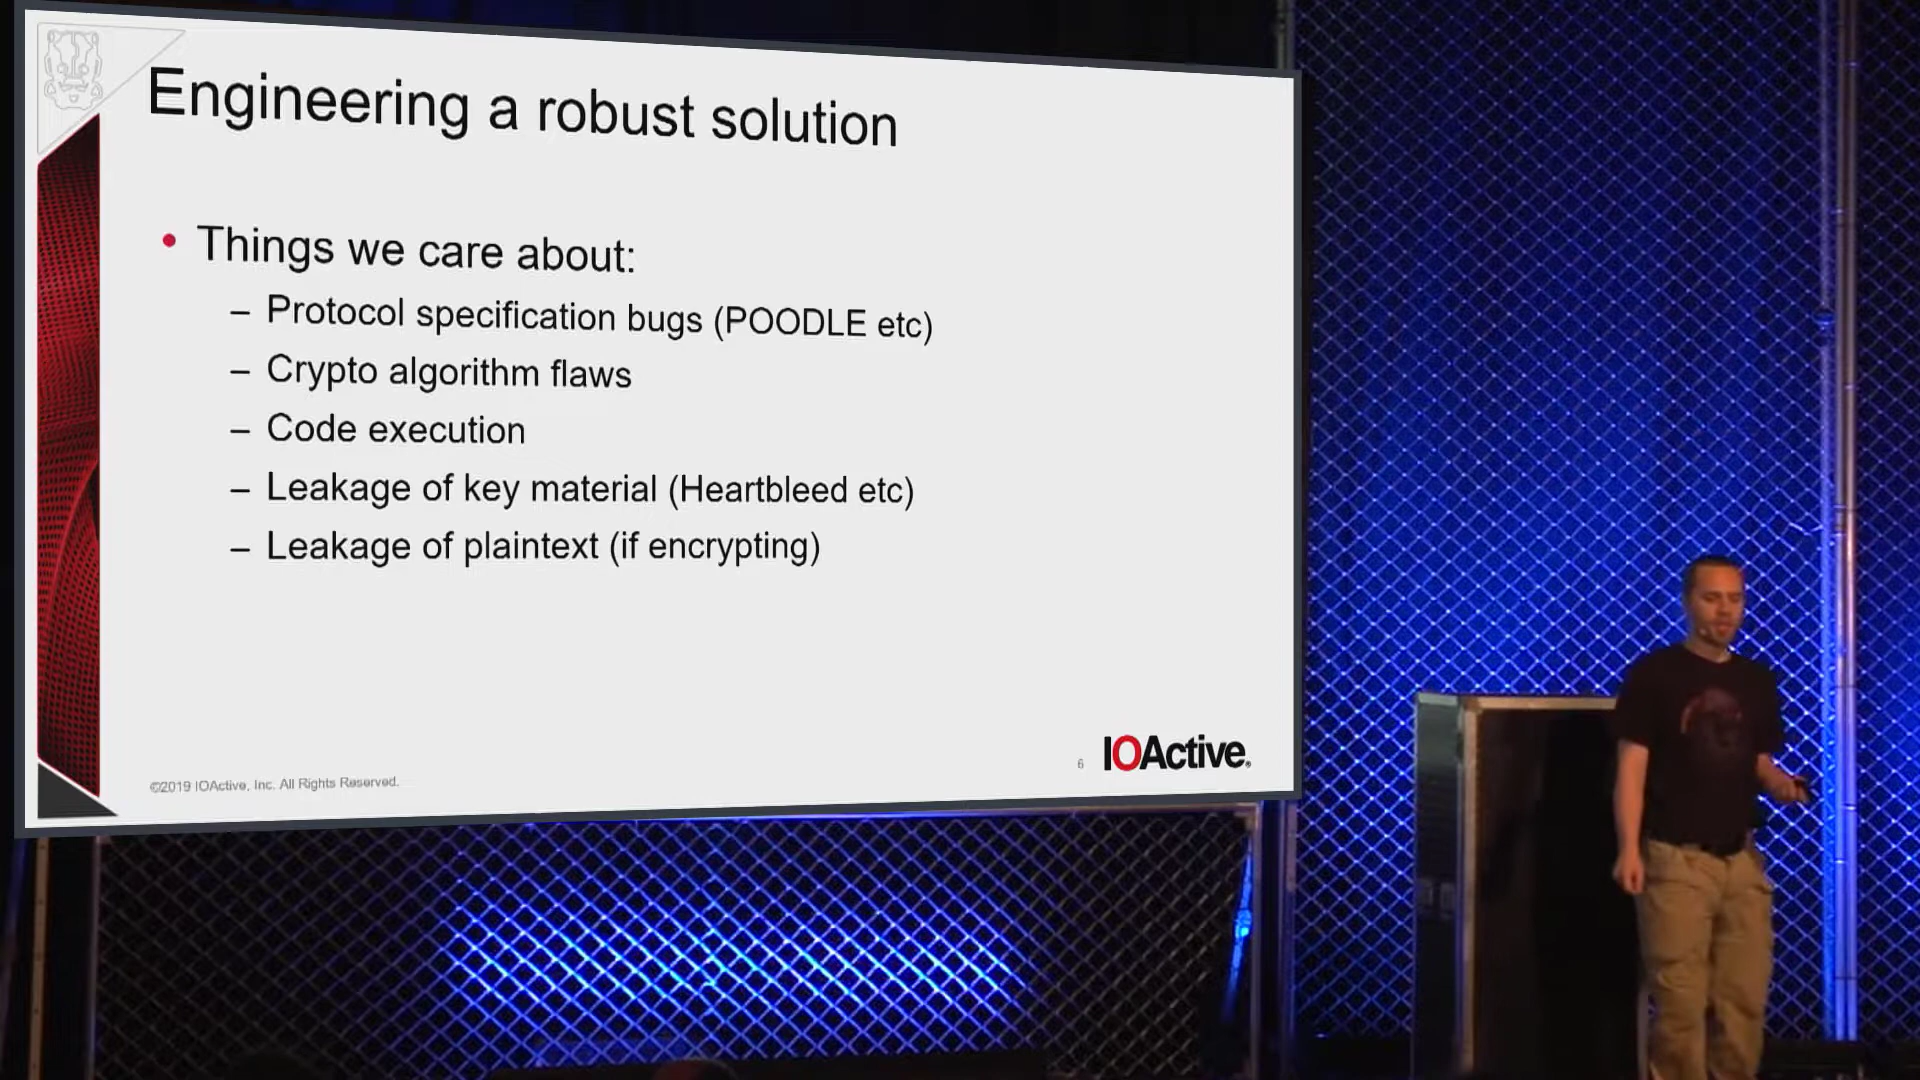 Engineering a robust solution
• Things we care about:
– Protocol specification bugs (POODLE etc)
– Crypto algorithm flaws
– Code execution
– Leakage of key material (Heartbleed etc)
– Leakage of plaintext (if encrypting)
6
IOActive®
©2019 IOActive, Inc. All Rights Reserved.